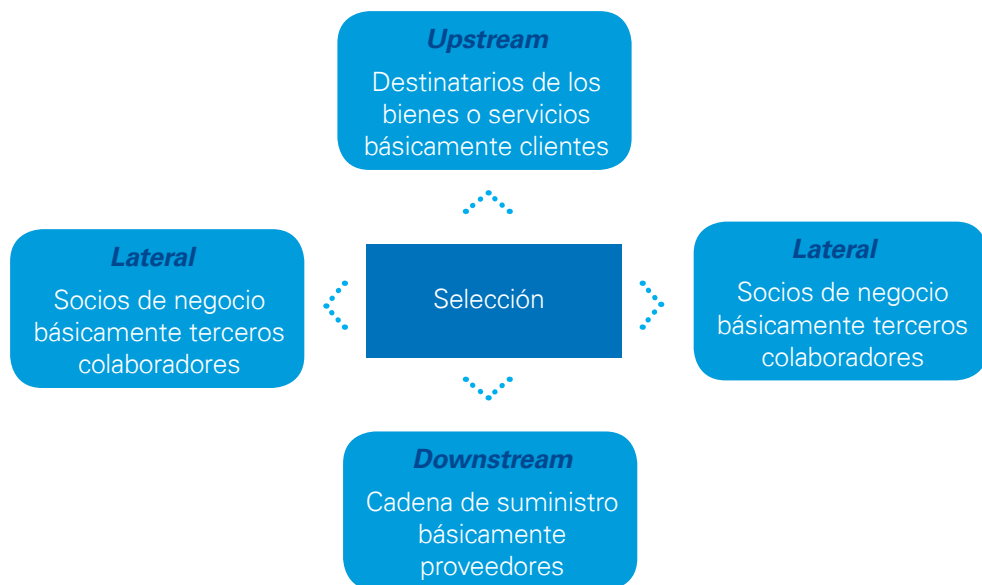 Upstream
Destinatarios de los
bienes o servicios
básicamente clientes
Lateral
Socios de negocio
básicamente terceros
colaboradores
Selección
Lateral
Socios de negocio
básicamente terceros
colaboradores
Downstream
Cadena de suministro
básicamente
proveedores